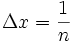 Δx = 1/n